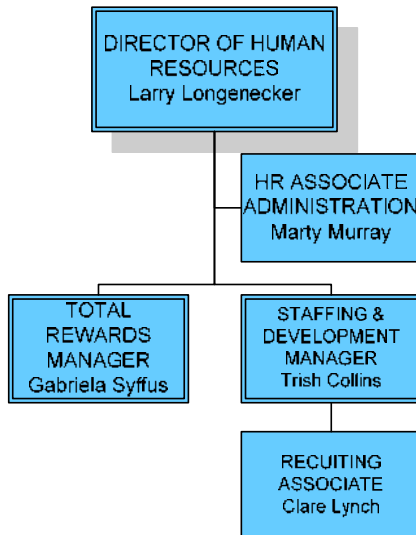 DIRECTOR OF HUMAN
RESOURCES
Larry Longenecker
HR ASSOCIATE
ADMINISTRATION
Marty Murray
TOTAL
REWARDS
MANAGER
Gabriela Syffus
STAFFING &
DEVELOPMENT
MANAGER
Trish Collins
RECUITING
ASSOCIATE
Clare Lynch